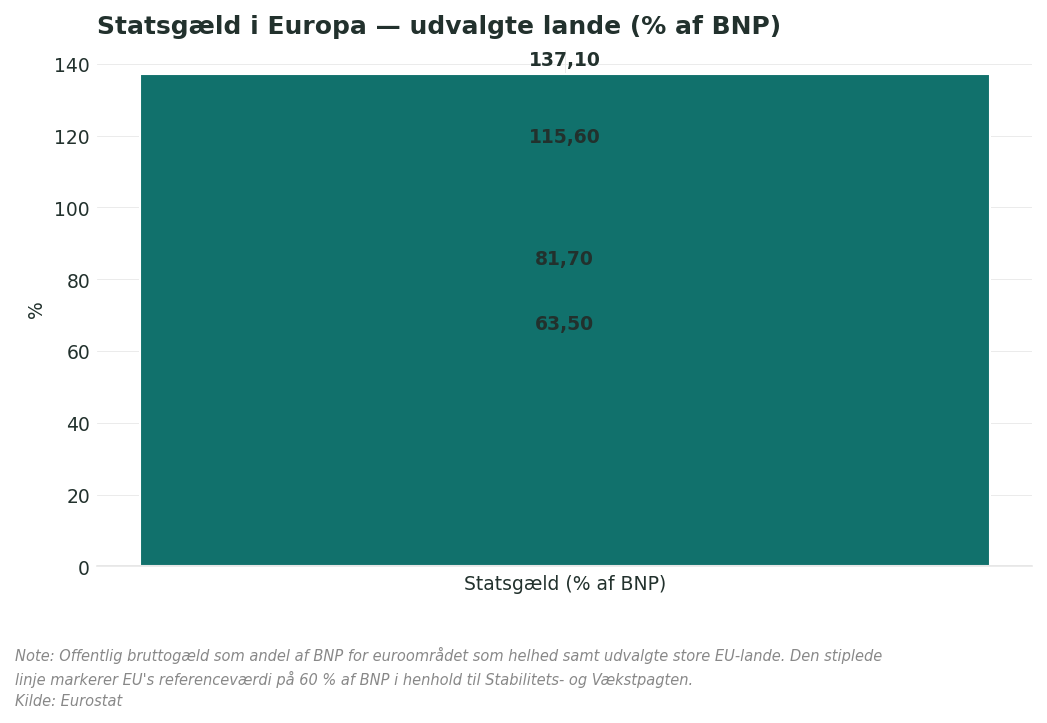 Statsgæld i Europa — udvalgte lande (% af BNP)
137,10
140
115,60
120
100
81,70
80
%
63,50
60
40
20
0
Statsgæld (% af BNP)
Note: Offentlig bruttogæld som andel af BNP for euroområdet som helhed samt udvalgte store EU-lande. Den stiplede
linje markerer EU's referenceværdi på 60 % af BNP i henhold til Stabilitets- og Vækstpagten.
Kilde: Eurostat